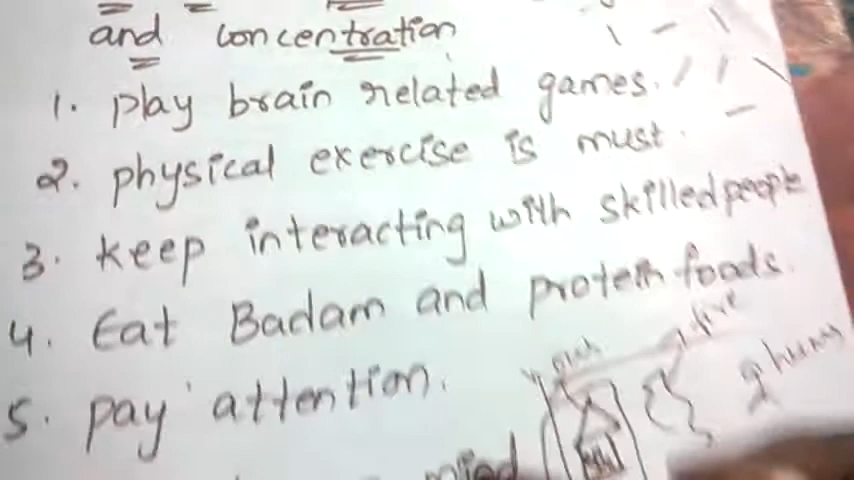 and concentration
1. play brain related games.
2. physical exercise is must.
3. keep interacting with skilled people
4. Eat Badam and protein foods.
5. pay attention.
mind